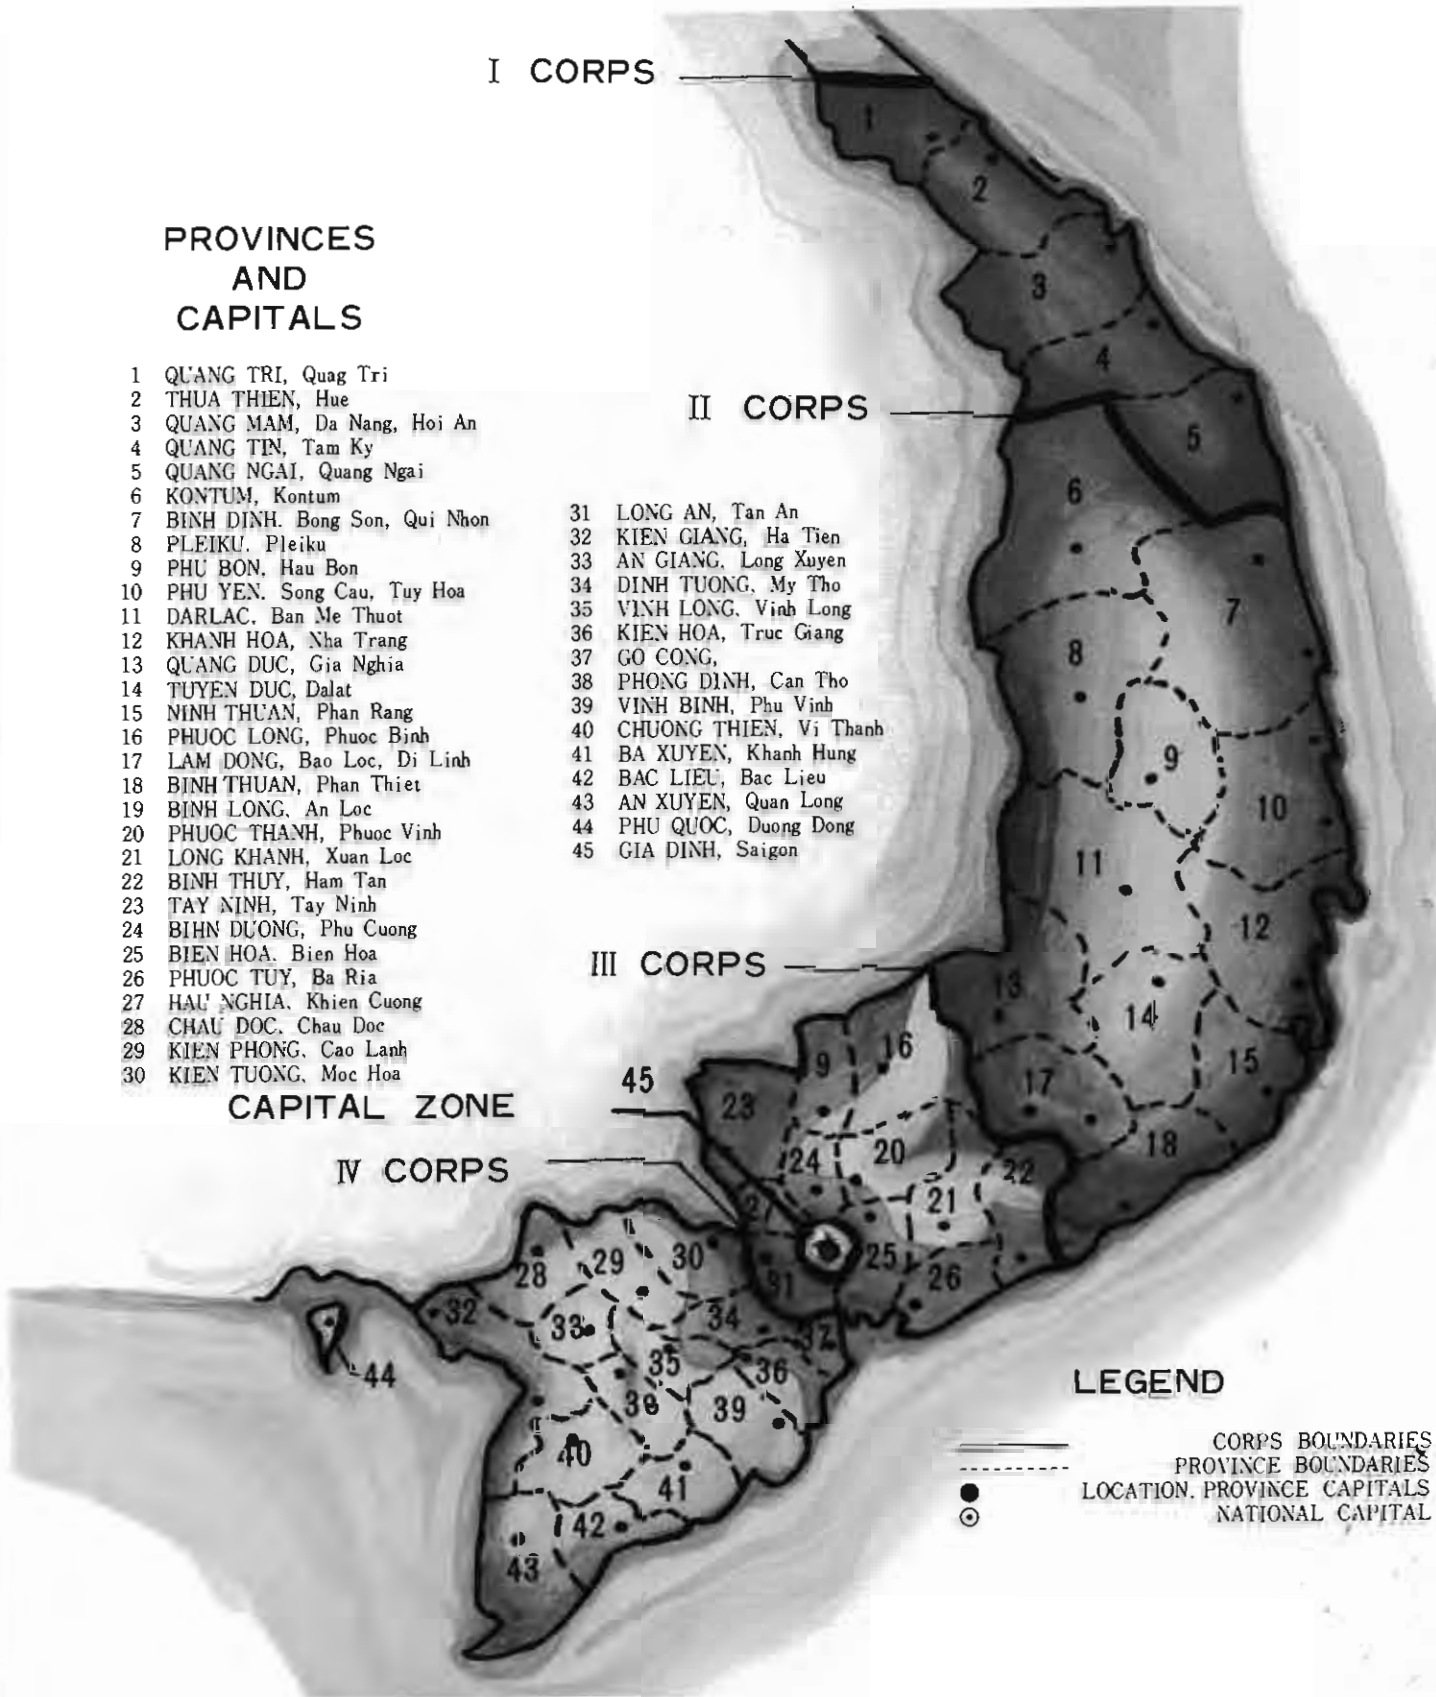 I CORPS
PROVINCES
AND
CAPITALS
1 QUANG TRI, Quag Tri
2 THUA THIEN, Hue
3 QUANG MAM, Da Nang, Hoi An
4 QUANG TIN, Tam Ky
5 QUANG NGAI, Quang Ngai
6 KONTUM, Kontum
7 BINH DINH. Bong Son, Qui Nhon
8 PLEIKU. Pleiku
9 PHU BON, Hau Bon
10 PHU YEN. Song Cau, Tuy Hoa
11 DARLAC, Ban Me Thuot
12 KHANH HOA, Nha Trang
13 QUANG DUC, Gia Nghia
14 TUYEN DUC, Dalat
15 NINH THUAN, Phan Rang
16 PHUOC LONG, Phuoc Binh
17 LAM DONG, Bao Loc, Di Linh
18 BINH THUAN, Phan Thiet
19 BINH LONG, An Loc
20 PHUOC THANH, Phuoc Vinh
21 LONG KHANH, Xuan Loc
22 BINH THUY, Ham Tan
23 TAY NINH, Tay Ninh
24 BIHN DUONG, Phu Cuong
25 BIEN HOA. Bien Hoa
26 PHUOC TUY, Ba Ria
27 HAU NGHIA. Khien Cuong
28 CHAU DOC. Chau Doc
29 KIEN PHONG. Cao Lanh
30 KIEN TUONG. Moc Hoa
II CORPS
31 LONG AN, Tan An
32 KIEN GIANG, Ha Tien
33 AN GIANG. Long Xuyen
34 DINH TUONG, My Tho
35 VINH LONG. Vinh Long
36 KIEN HOA, Truc Giang
37 GO CONG,
38 PHONG DINH, Can Tho
39 VINH BINH, Phu Vinh
40 CHUONG THIEN, Vi Thanh
41 BA XUYEN, Khanh Hung
42 BAC LIEU, Bac Lieu
43 AN XUYEN, Quan Long
44 PHU QUOC, Duong Dong
45 GIA DINH, Saigon
III CORPS
45
CAPITAL ZONE
IV CORPS
1
2
3
4
5
6
7
8
9
10
11
12
13
14
15
16
9
17
18
23
24
20
21
22
27
25
26
31
28
29
30
32
33
34
37
35
36
38
39
40
41
42
43
44
LEGEND
CORPS BOUNDARIES
PROVINCE BOUNDARIES
LOCATION. PROVINCE CAPITALS
NATIONAL CAPITAL